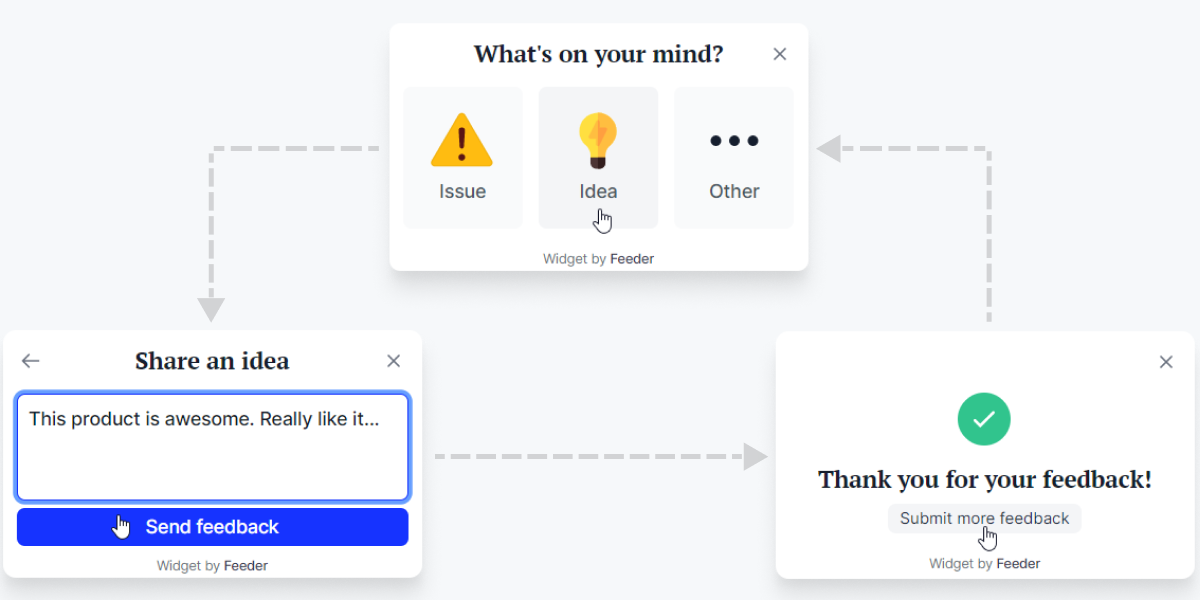 What's on your mind?
Issue
Idea
Other
Widget by Feeder
Share an idea
This product is awesome. Really like it...
Send feedback
Widget by Feeder
Thank you for your feedback!
Submit more feedback
Widget by Feeder